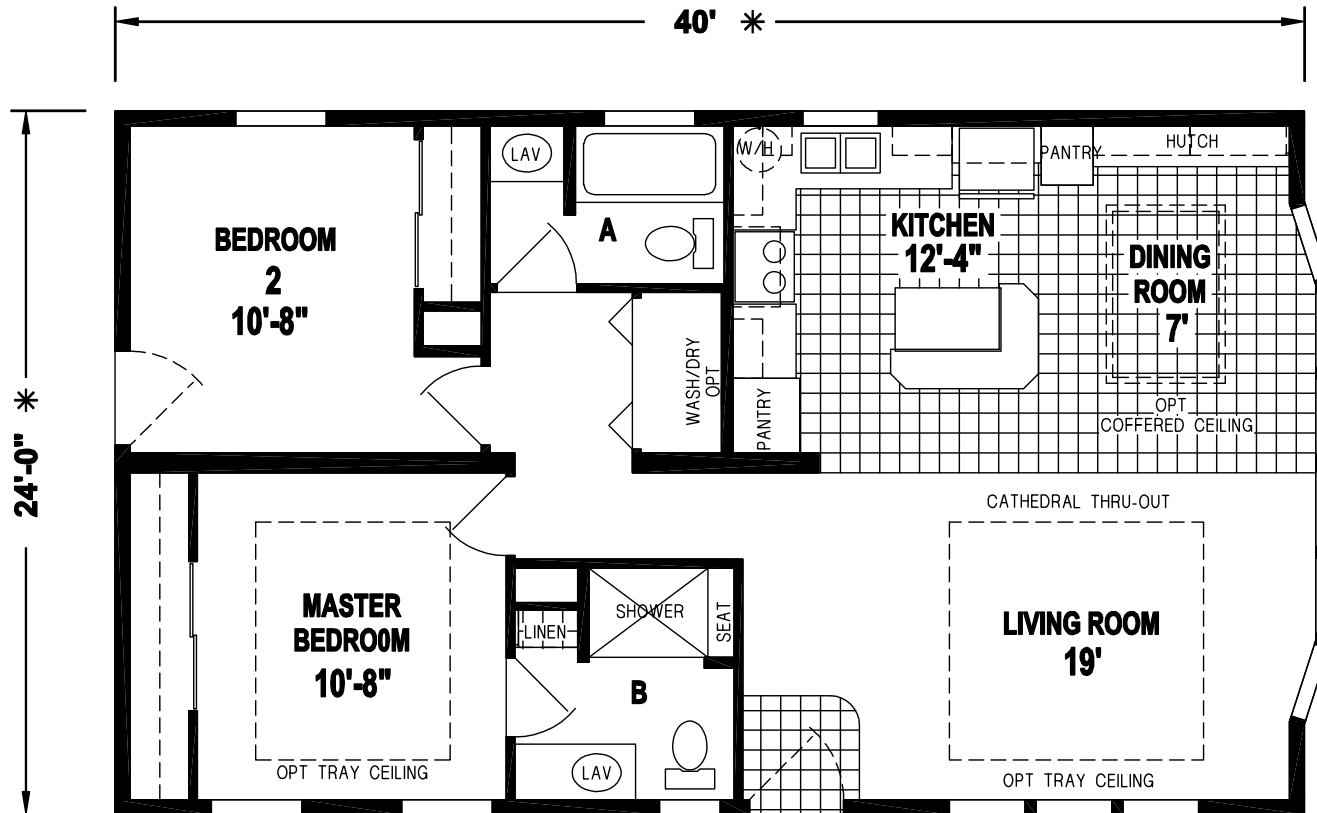 40' ✳
24'-0" ✳
BEDROOM
2
10'-8"
LAV
A
W/H
PANTRY
HUTCH
KITCHEN
12'-4"
DINING
ROOM
7'
OPT
COFFERED CEILING
WASH/DRY
OPT
PANTRY
CATHEDRAL THRU-OUT
MASTER
BEDRO0M
10'-8"
OPT TRAY CEILING
LINEN
SHOWER
SEAT
B
LAV
LIVING ROOM
19'
OPT TRAY CEILING